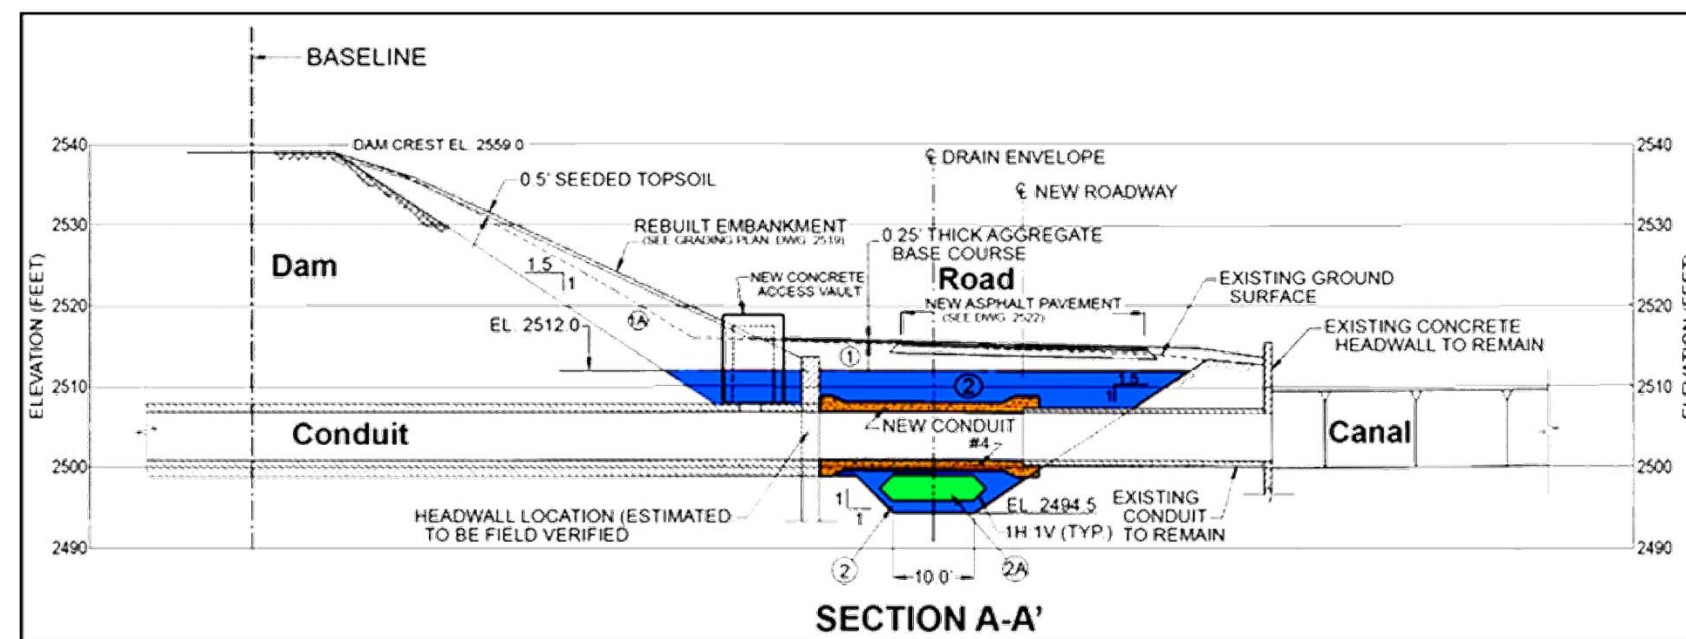 BASELINE
2540
DAM CREST EL. 2559.0
DRAIN ENVELOPE
2540
0.5' SEEDED TOPSOIL
NEW ROADWAY
2530
REBUILT EMBANKMENT
(SEE GRADING PLAN. DWG. 2519)
0.25' THICK AGGREGATE
BASE COURSE
2530
Dam
1.5
1
NEW CONCRETE
ACCESS VAULT
Road
EXISTING GROUND
SURFACE
2520
EL. 2512.0
1A
NEW ASPHALT PAVEMENT
(SEE DWG. 2522)
2520
EXISTING CONCRETE
HEADWALL TO REMAIN
1
2510
2
1.5
1
2510
ELEVATION (FEET)
ELEVATION (FEET)
Conduit
NEW CONDUIT
#4
Canal
2500
2500
1
1
EL. 2494.5
EXISTING
CONDUIT
TO REMAIN
HEADWALL LOCATION (ESTIMATED
TO BE FIELD VERIFIED
1H:1V (TYP.)
2490
2490
2
10.0'
2A
SECTION A-A'